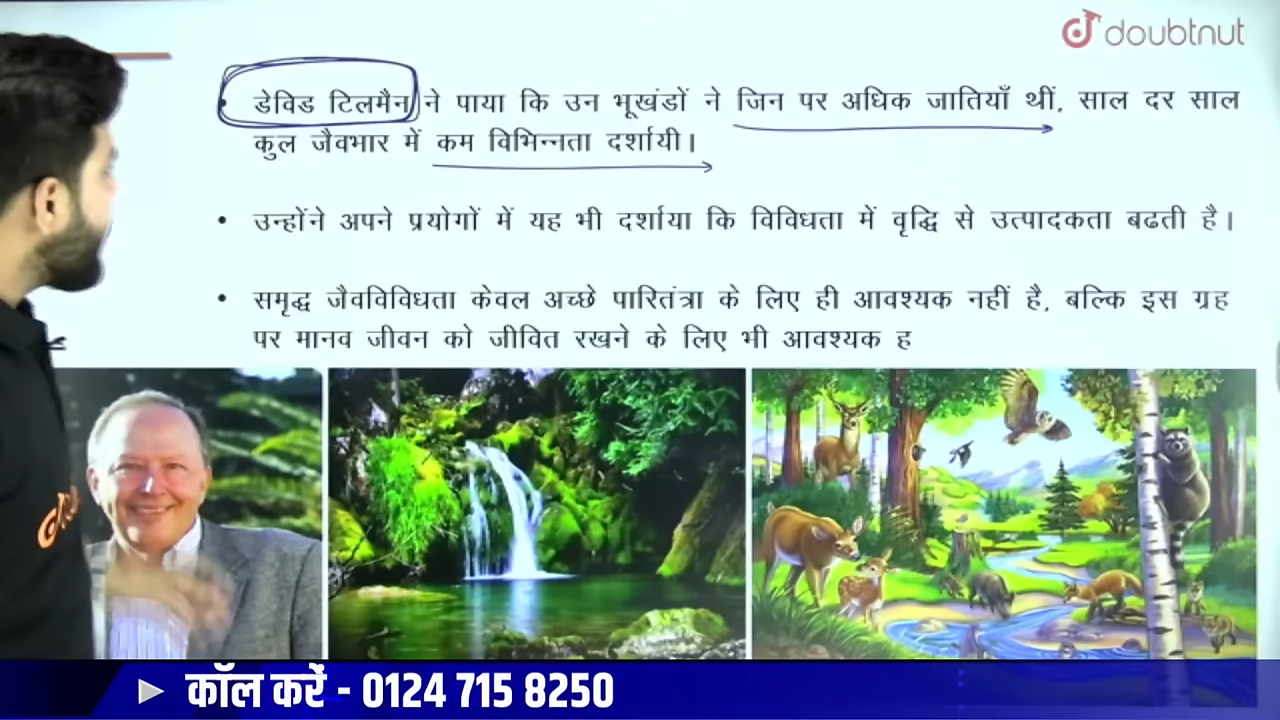 doubtnut
डेविड टिलमैन ने पाया कि उन भूखंडों ने जिन पर अधिक जातियाँ थीं, साल दर साल
कुल जैवभार में कम विभिन्नता दर्शायी।
उन्होंने अपने प्रयोगों में यह भी दर्शाया कि विविधता में वृद्धि से उत्पादकता बढती है।
समृद्ध जैवविविधता केवल अच्छे पारितंत्रा के लिए ही आवश्यक नहीं है, बल्कि इस ग्रह
पर मानव जीवन को जीवित रखने के लिए भी आवश्यक ह
कॉल करें - 0124 715 8250